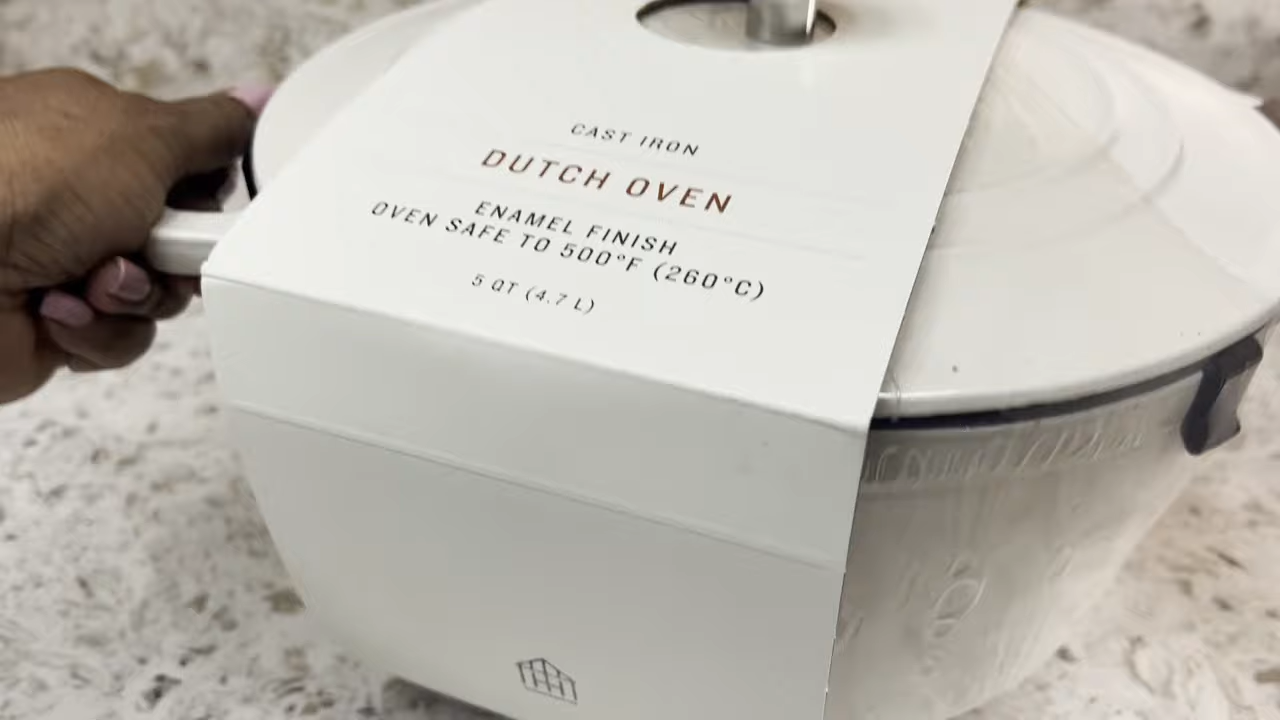 CAST IRON
DUTCH OVEN
ENAMEL FINISH
OVEN SAFE TO 500°F (260°C)
5 QT (4.7 L)